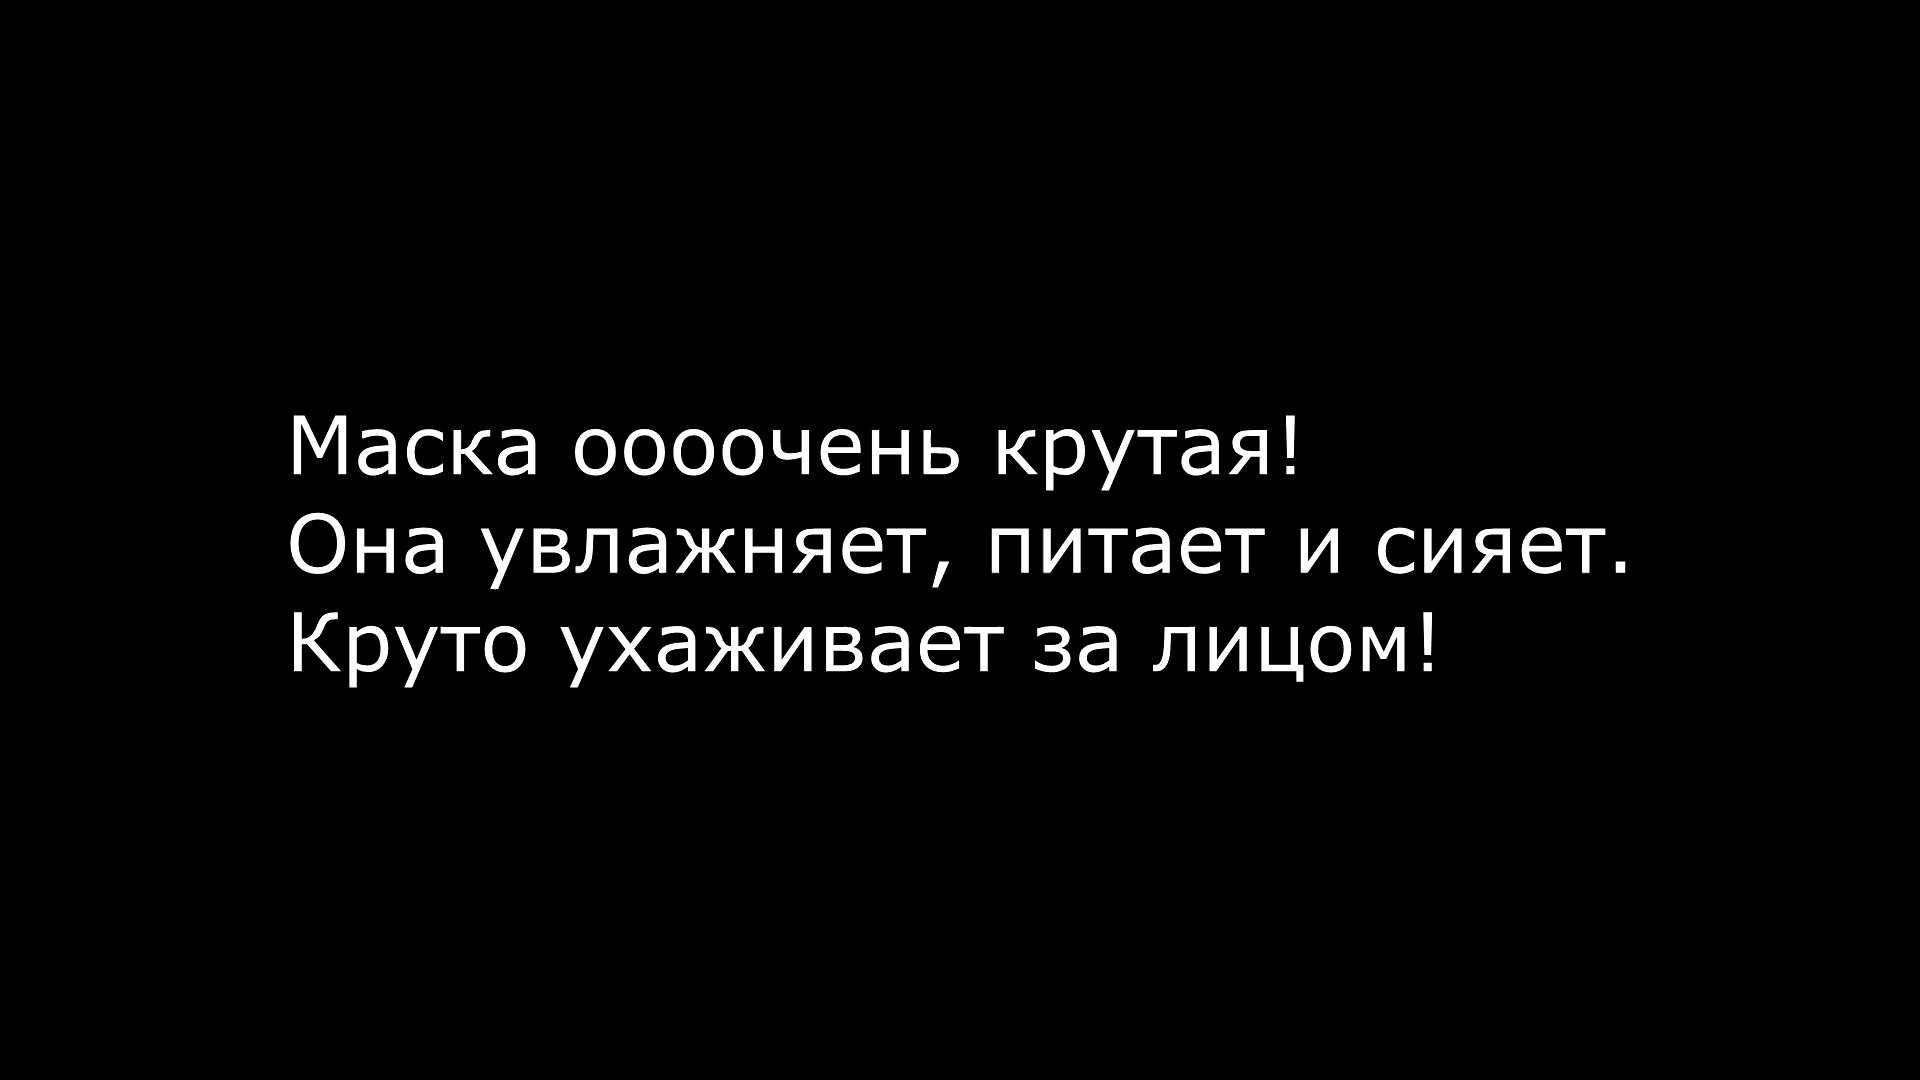 Маска оооочень крутая!
Она увлажняет, питает и сияет.
Круто ухаживает за лицом!